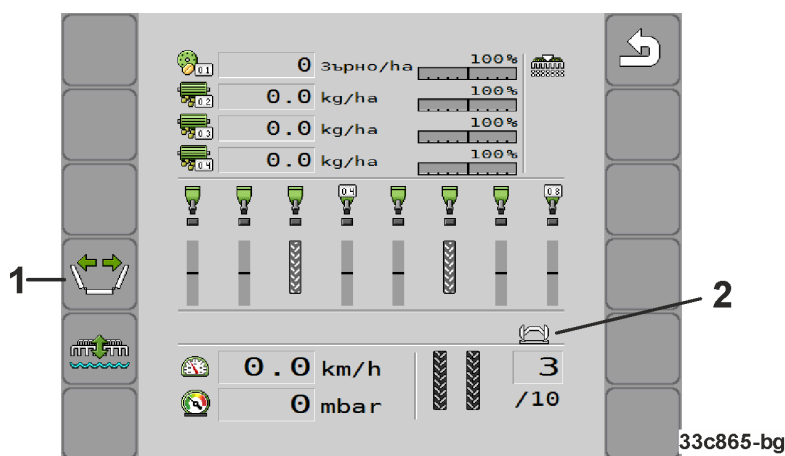 01 0 Зърно/ha 100%
02 0.0 kg/ha 100%
03 0.0 kg/ha 100%
04 0.0 kg/ha 100%
04 08
1
2
0.0 km/h 3
0 mbar /10
33c865-bg